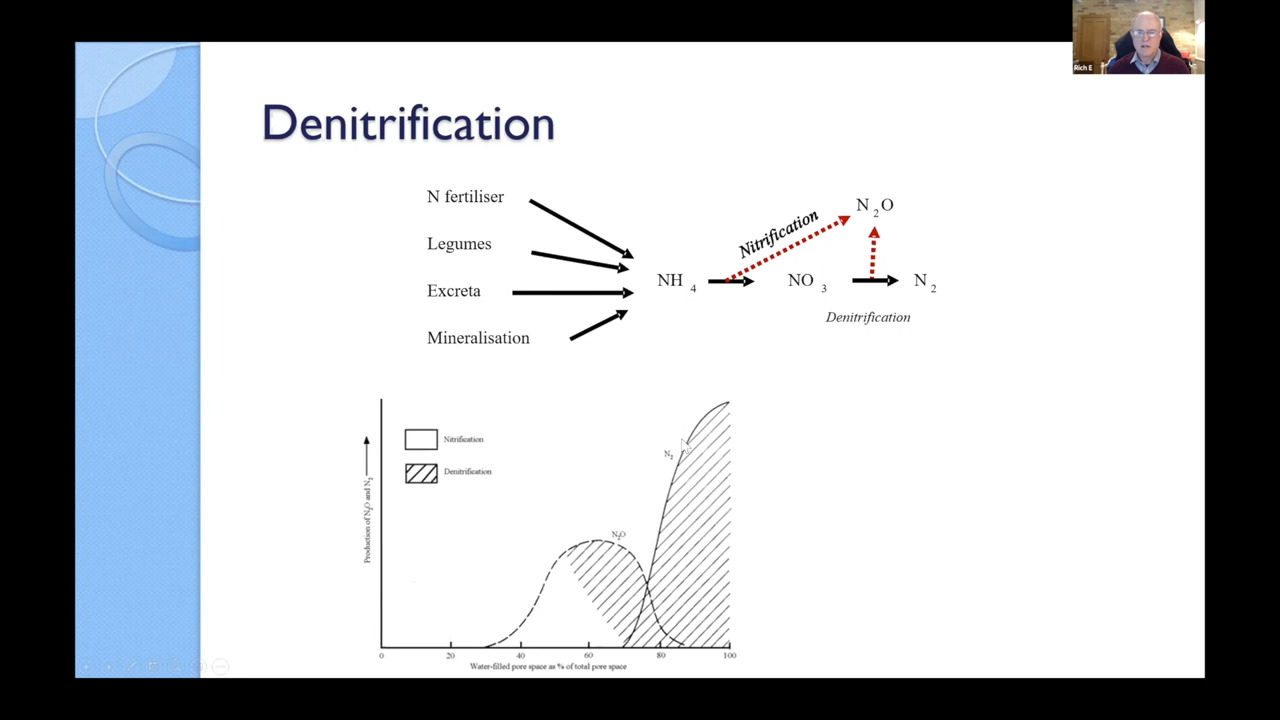 Rich E
Denitrification
N fertiliser
Legumes
Excreta
Mineralisation
NH 4
Nitrification
N 2 O
NO 3
N 2
Denitrification
Nitrification
Denitrification
Production of N2O and N2
N2
N2O
0 20 40 60 80 100
Water-filled pore space as % of total pore space